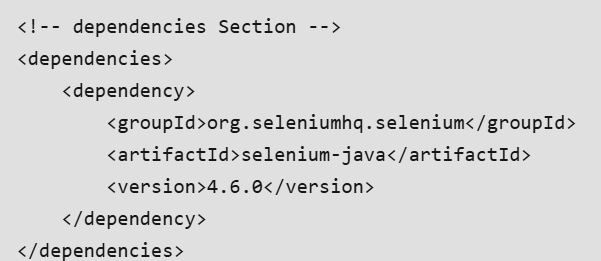 <!-- dependencies Section -->
<dependencies>
    <dependency>
        <groupId>org.seleniumhq.selenium</groupId>
        <artifactId>selenium-java</artifactId>
        <version>4.6.0</version>
    </dependency>
</dependencies>